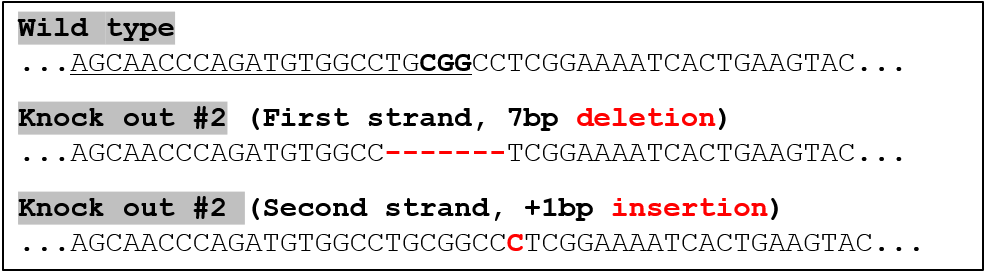 Wild type
...AGCAACCCAGATGTGGCCTGCGGCCTCGGAAAATCACTGAAGTAC...
Knock out #2 (First strand, 7bp deletion)
...AGCAACCCAGATGTGGCC-------TCGGAAAATCACTGAAGTAC...
Knock out #2 (Second strand, +1bp insertion)
...AGCAACCCAGATGTGGCCTGCGGCCCTCGGAAAATCACTGAAGTAC...